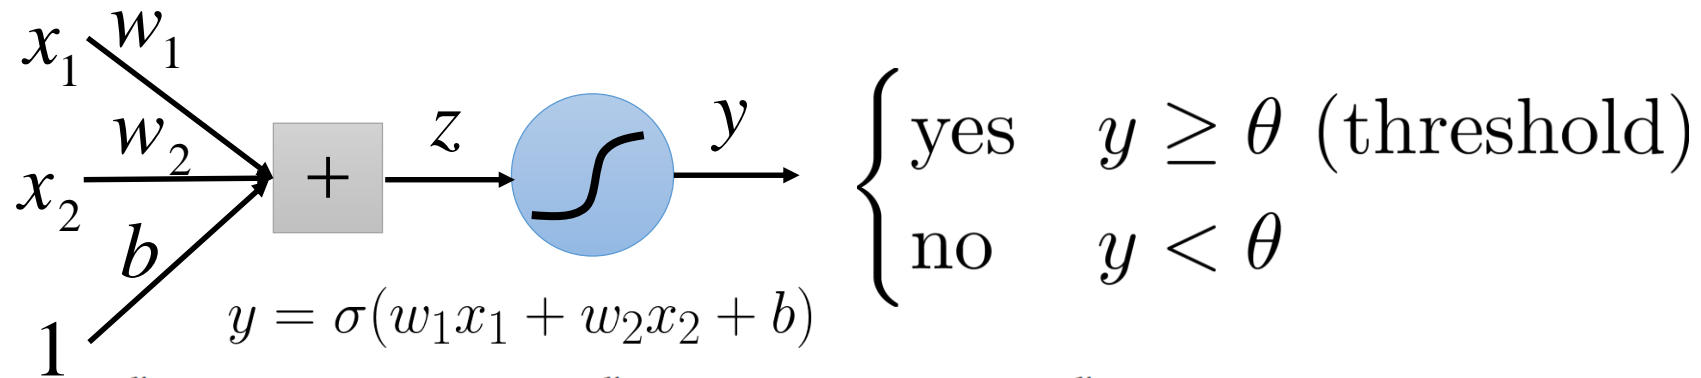 x₁ w₁
w₂
x₂
b
1
+
z
y
y = σ(w₁x₁ + w₂x₂ + b)
yes y ≥ θ (threshold)
no y < θ